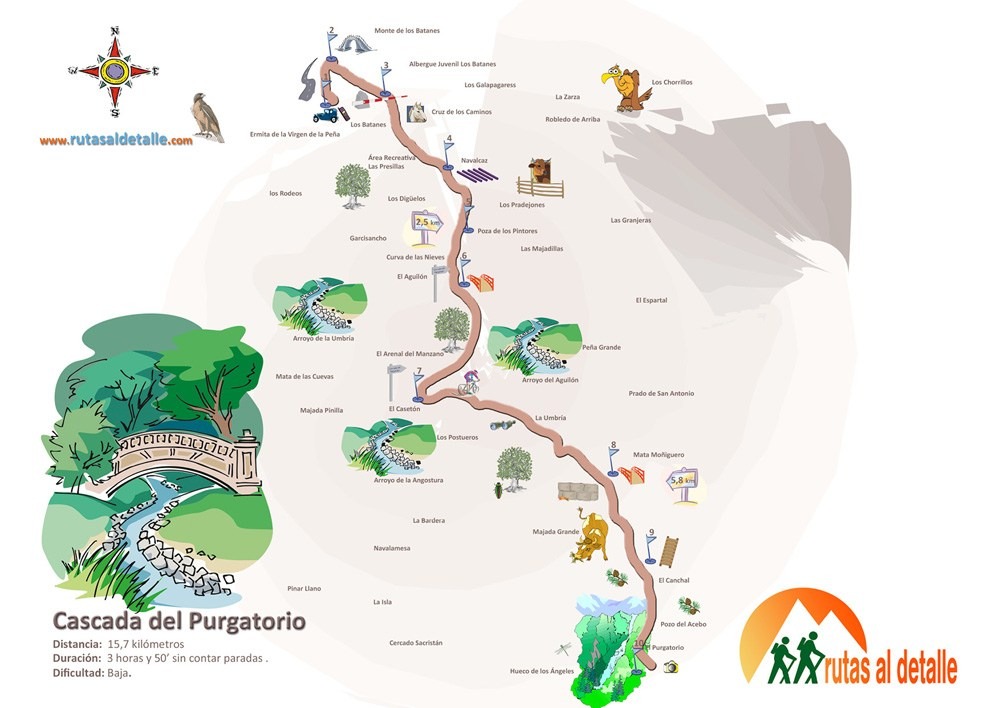 N
E
S
www.rutasaldetalle.com
2
Monte de los Batanes
3
Albergue Juvenil Los Batanes
Los Galapagaress
La Zarza
Los Chorrillos
Robledo de Arriba
Cruz de los Caminos
Los Batanes
Ermita de la Virgen de la Peña
4
Navalcaz
Área Recreativa
Las Presillas
los Rodeos
Los Digüelos
Los Pradejones
2,5 km
Las Granjeras
Poza de los Pintores
Garcisancho
Las Majadillas
Curva de las Nieves
6
El Aguilón
El Espartal
Arroyo de la Umbría
Peña Grande
El Arenal del Manzano
7
Mata de las Cuevas
Arroyo del Aguilón
Prado de San Antonio
Majada Pinilla
El Casetón
La Umbría
Los Postueros
8
Mata Moñiguero
Arroyo de la Angostura
5,8 km
La Bardera
Majada Grande
9
Navalamesa
El Canchal
Pinar Llano
La Isla
Pozo del Acebo
Cercado Sacristán
10
Purgatorio
Hueco de los Ángeles
Cascada del Purgatorio
Distancia: 15,7 kilómetros
Duración: 3 horas y 50’ sin contar paradas .
Dificultad: Baja.
rutas al detalle